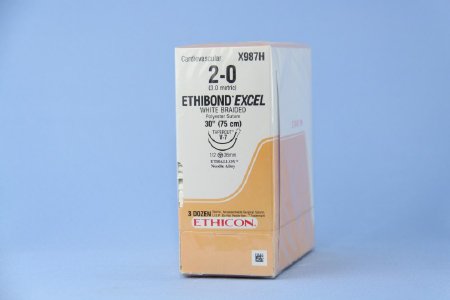 Cardiovascular X987H
2-0
(3.0 metric)
ETHIBOND EXCEL
WHITE BRAIDED
Polyester Suture
30" (75 cm)
TAPERCUT
V-7
1/2 26mm
ETHALLOY
Needle Alloy
3 DOZEN
ETHICON